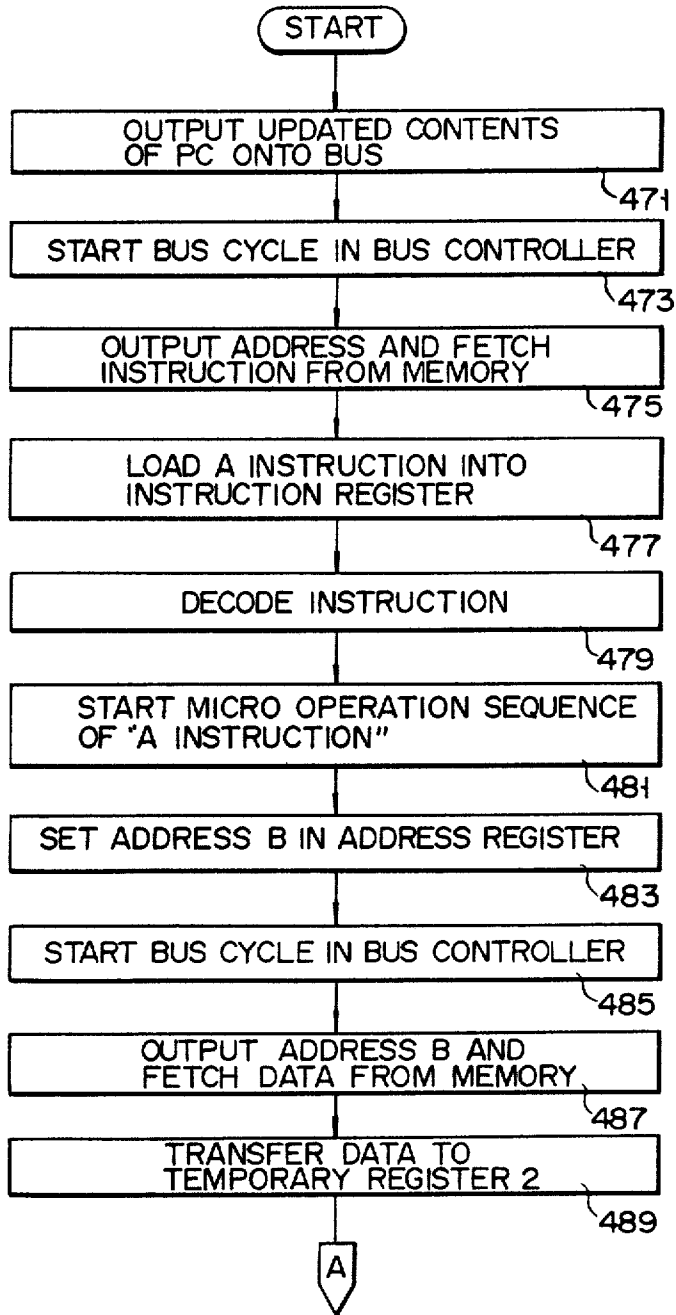 START
OUTPUT UPDATED CONTENTS
OF PC ONTO BUS
471
START BUS CYCLE IN BUS CONTROLLER
473
OUTPUT ADDRESS AND FETCH
INSTRUCTION FROM MEMORY
475
LOAD A INSTRUCTION INTO
INSTRUCTION REGISTER
477
DECODE INSTRUCTION
479
START MICRO OPERATION SEQUENCE
OF "A INSTRUCTION"
481
SET ADDRESS B IN ADDRESS REGISTER
483
START BUS CYCLE IN BUS CONTROLLER
485
OUTPUT ADDRESS B AND
FETCH DATA FROM MEMORY
487
TRANSFER DATA TO
TEMPORARY REGISTER 2
489
A